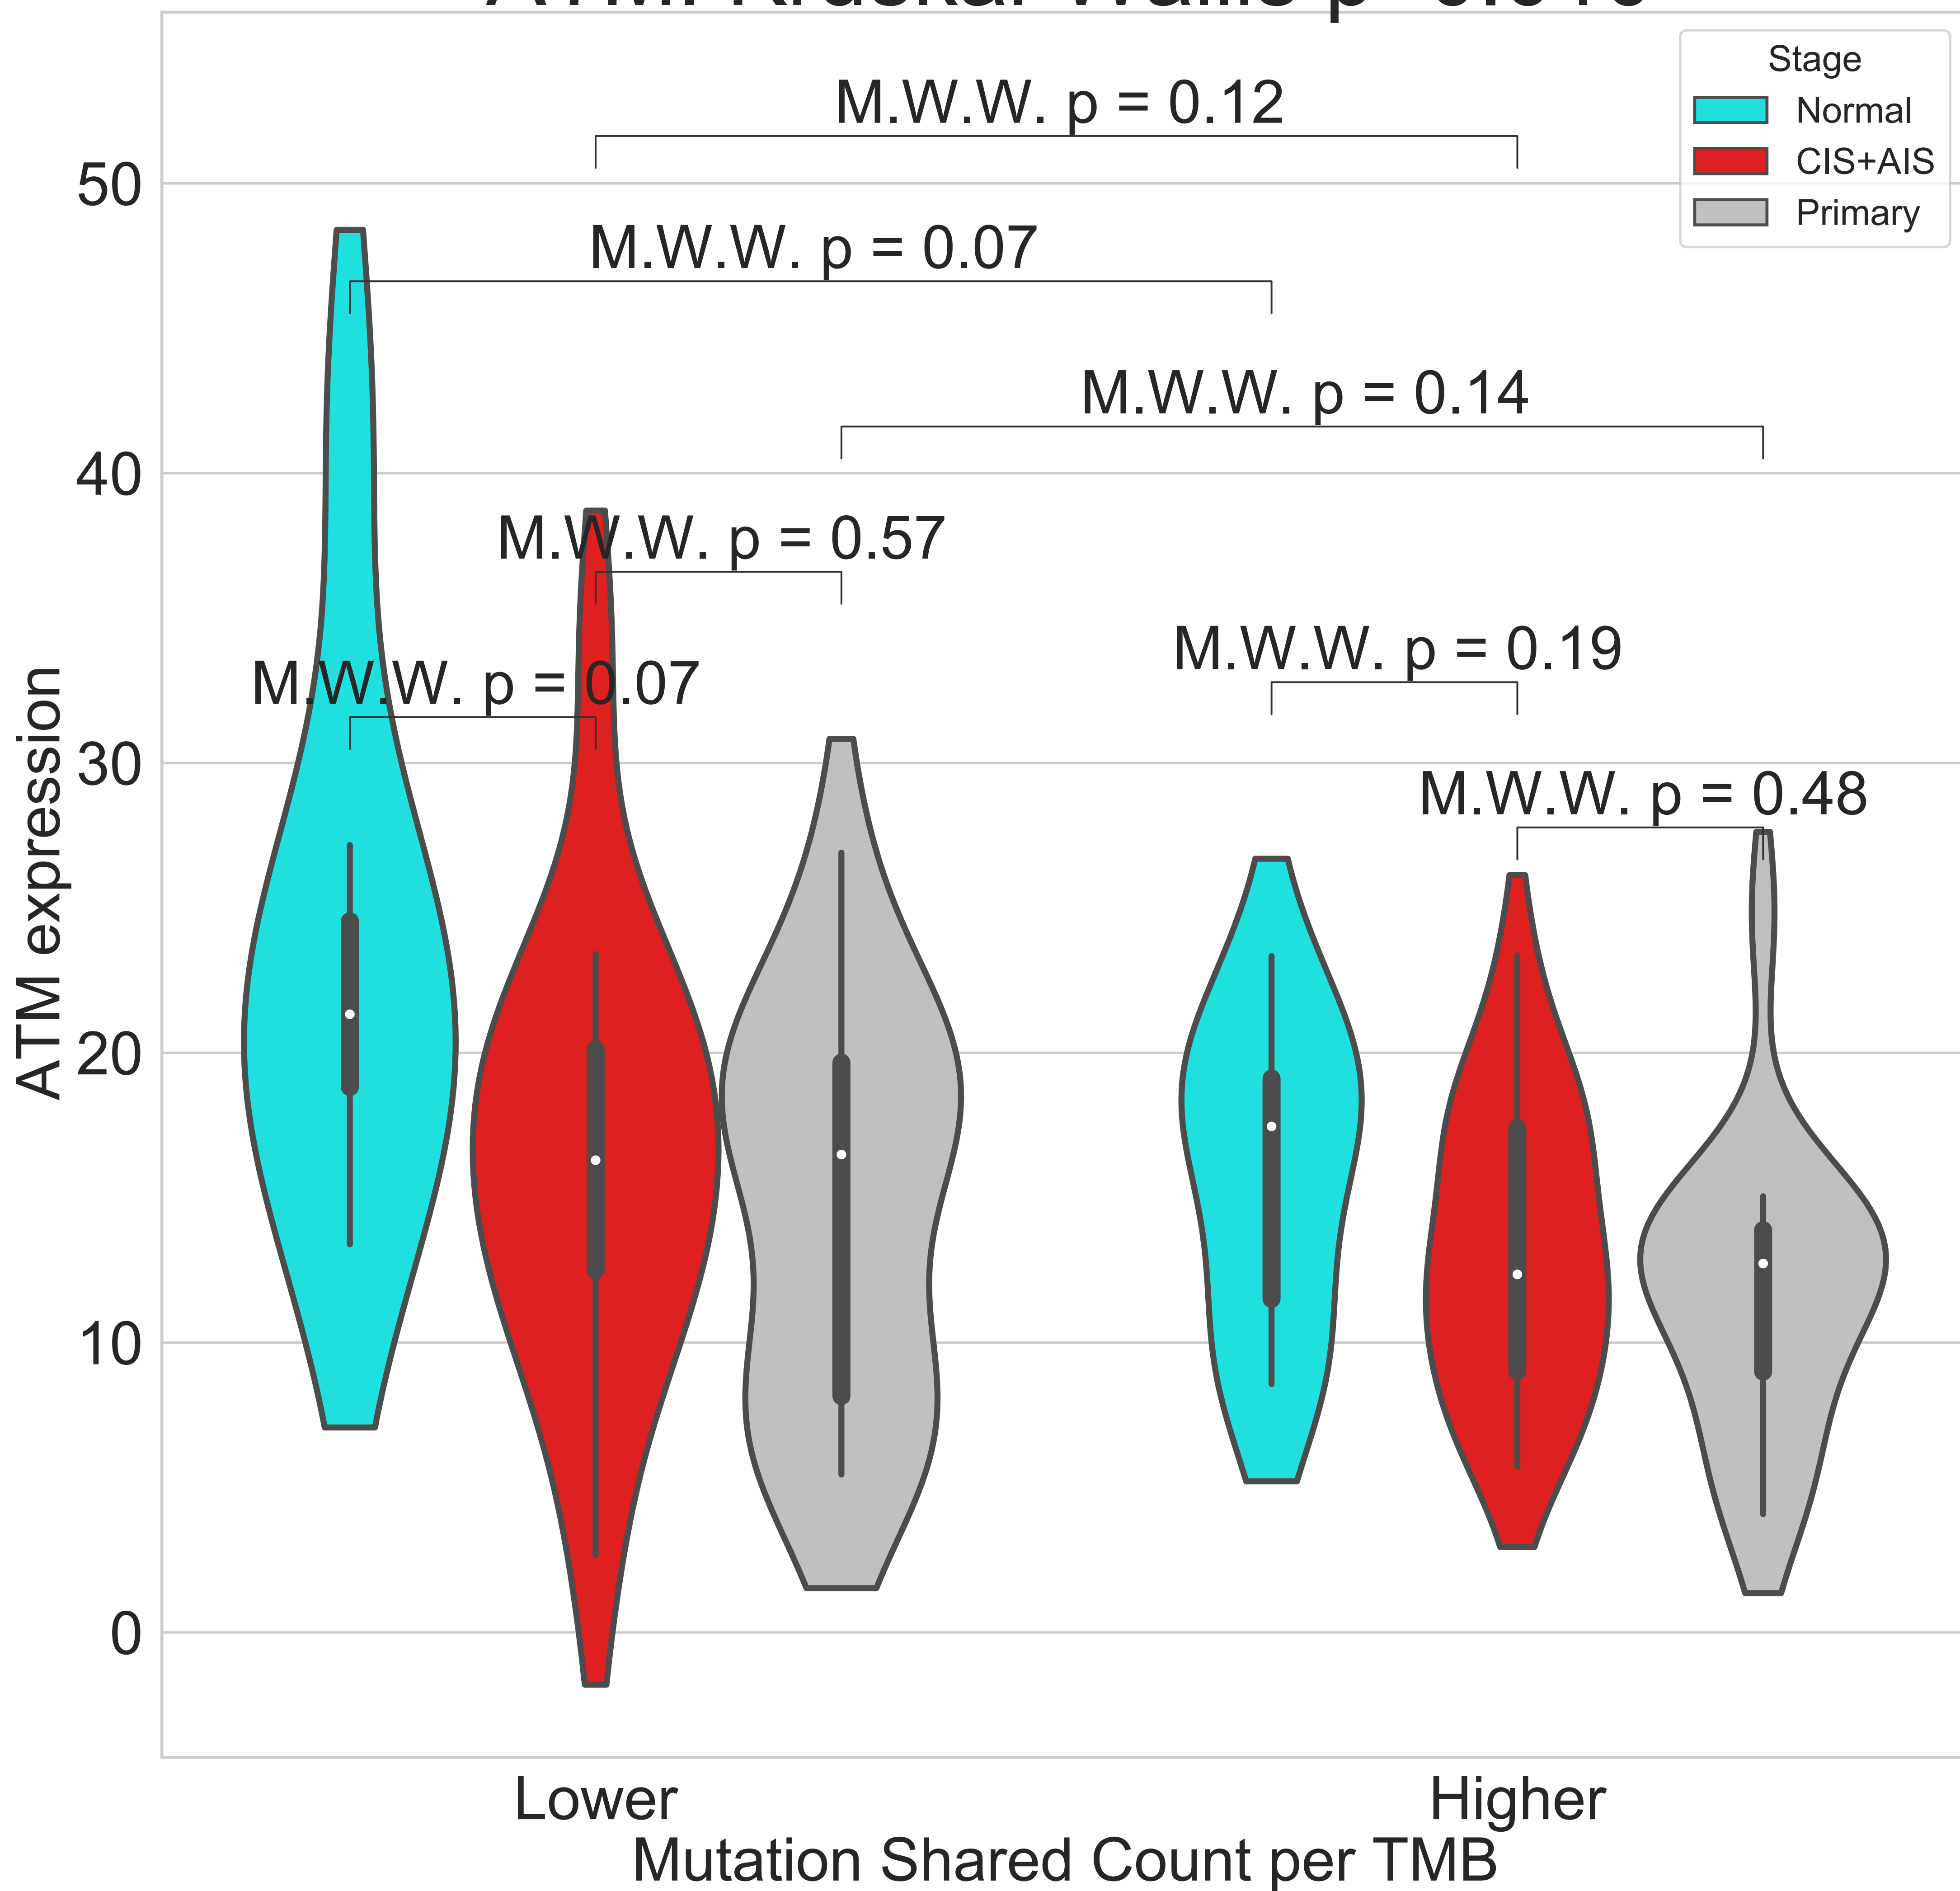 Stage
Normal
CIS+AIS
Primary
M.W.W. p = 0.12
M.W.W. p = 0.07
M.W.W. p = 0.14
M.W.W. p = 0.57
M.W.W. p = 0.19
M.W.W. p = 0.07
M.W.W. p = 0.48
50
40
30
20
10
0
ATM expression
Lower
Higher
Mutation Shared Count per TMB